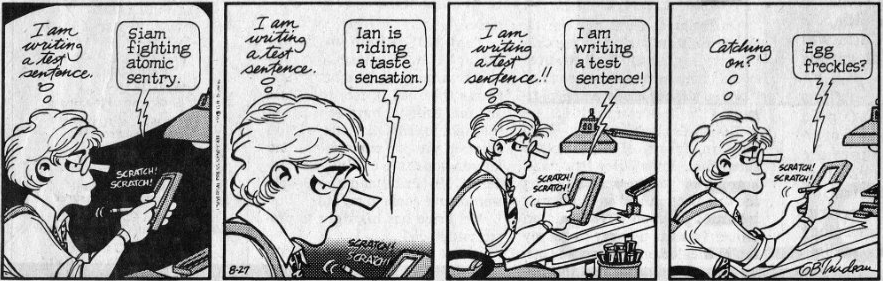 I am
writing
a test
sentence.
Siam
fighting
atomic
sentry.
SCRATCH!
SCRATCH!
I am
writing
a test
sentence.
Ian is
riding
a taste
sensation.
SCRATCH!
SCRATCH!
8-27
I am
writing
a test
sentence!!
I am
writing
a test
sentence!
SCRATCH!
SCRATCH!
Catching
on?
Egg
freckles?
SCRATCH!
SCRATCH!
GBTrudeau